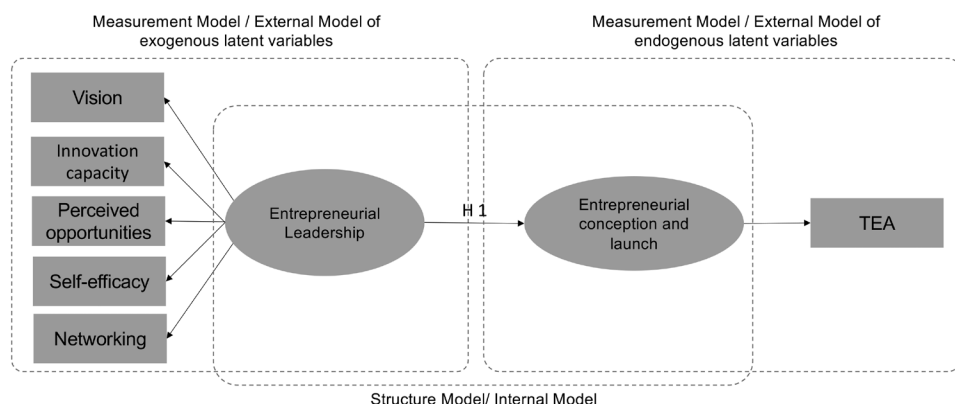 Measurement Model / External Model of
exogenous latent variables
Measurement Model / External Model of
endogenous latent variables
Vision
Innovation
capacity
Perceived
opportunities
Self-efficacy
Networking
Entrepreneurial
Leadership
H 1
Entrepreneurial
conception and
launch
TEA
Structure Model/ Internal Model